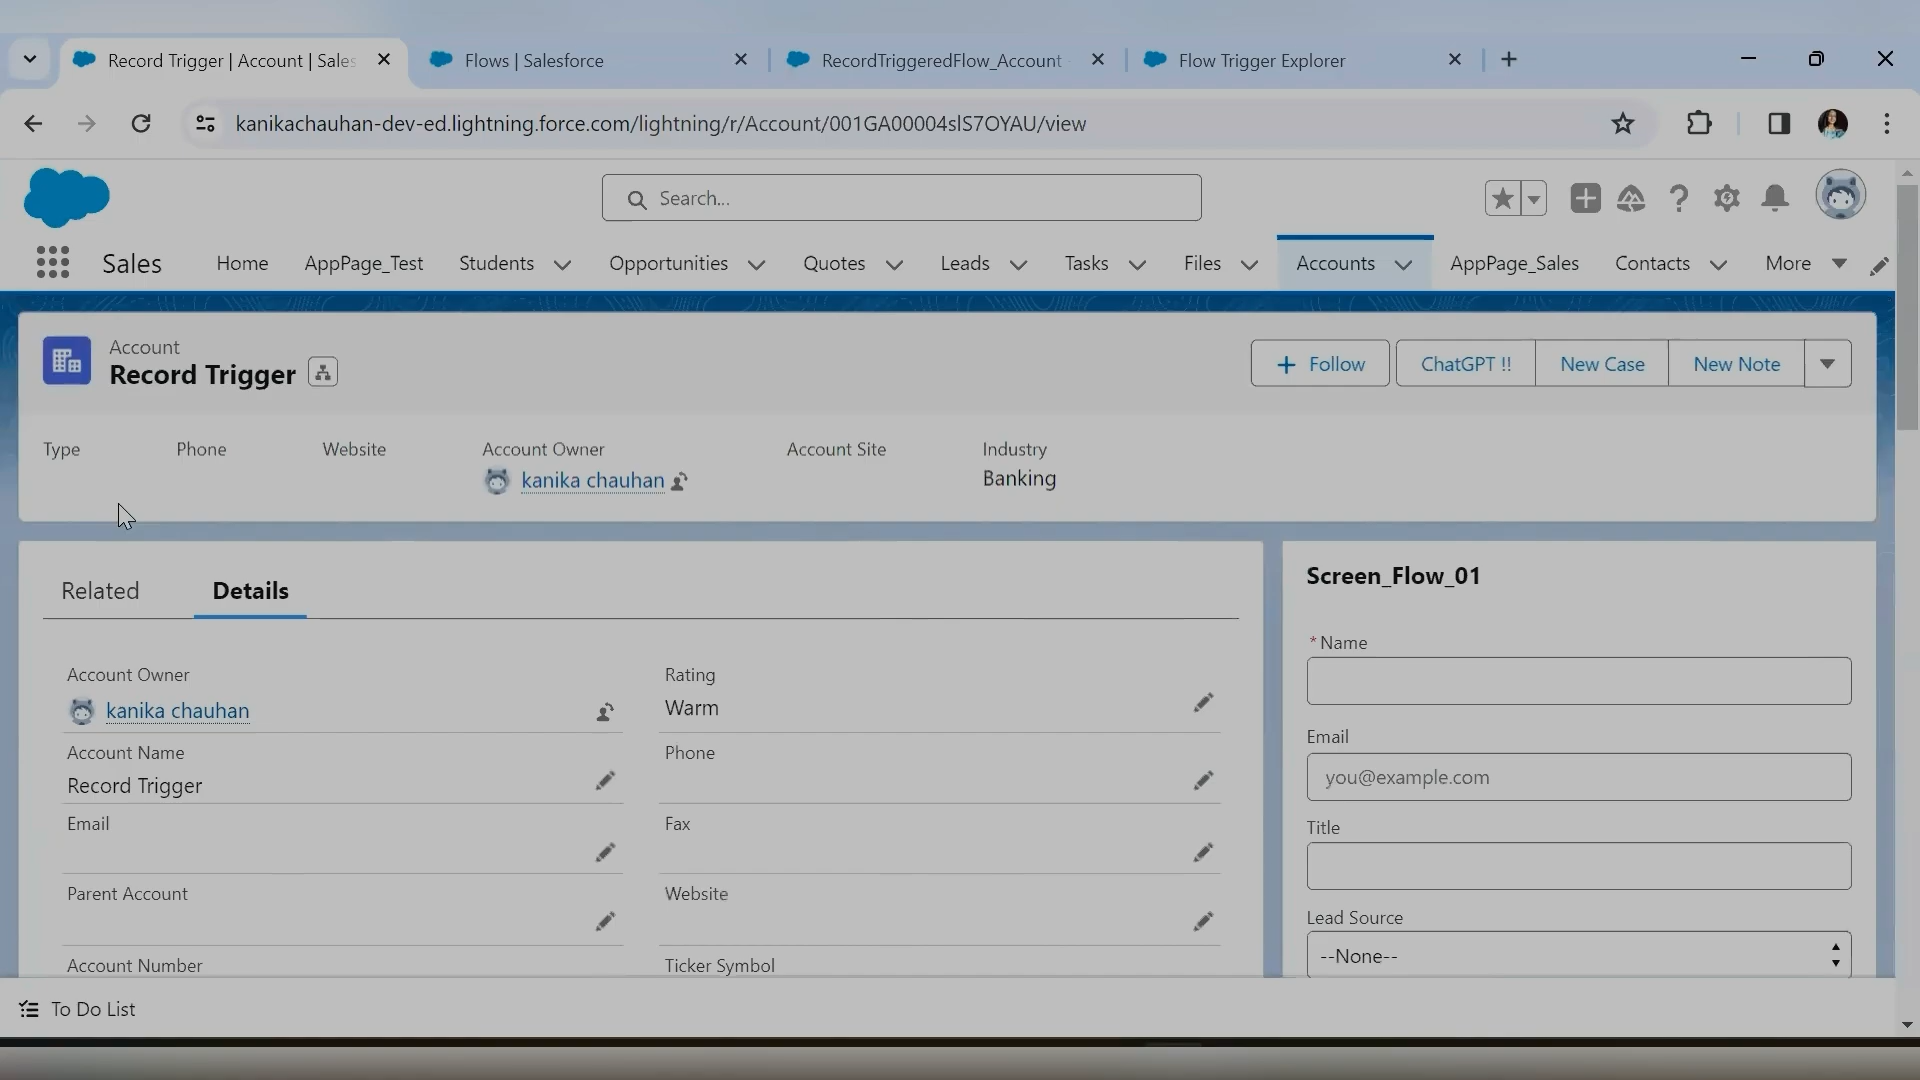 Record Trigger | Account | Sales
Flows | Salesforce
RecordTriggeredFlow_Account
Flow Trigger Explorer
kanikachauhan-dev-ed.lightning.force.com/lightning/r/Account/001GA00004slS7OYAU/view
Search...
Sales
Home
AppPage_Test
Students
Opportunities
Quotes
Leads
Tasks
Files
Accounts
AppPage_Sales
Contacts
More
Account
Record Trigger
Follow
ChatGPT !!
New Case
New Note
Type
Phone
Website
Account Owner
Account Site
Industry
kanika chauhan
Banking
Related
Details
Account Owner
kanika chauhan
Rating
Warm
Account Name
Record Trigger
Phone
Email
Fax
Parent Account
Website
Account Number
Ticker Symbol
Screen_Flow_01
*Name
Email
you@example.com
Title
Lead Source
--None--
To Do List